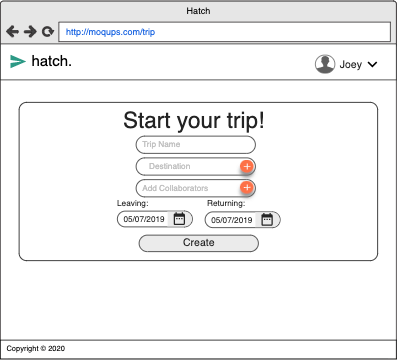 Hatch
http://moqups.com/trip
hatch.
Joey
Start your trip!
Trip Name
Destination
Add Collaborators
Leaving: Returning:
05/07/2019 05/07/2019
Create
Copyright © 2020